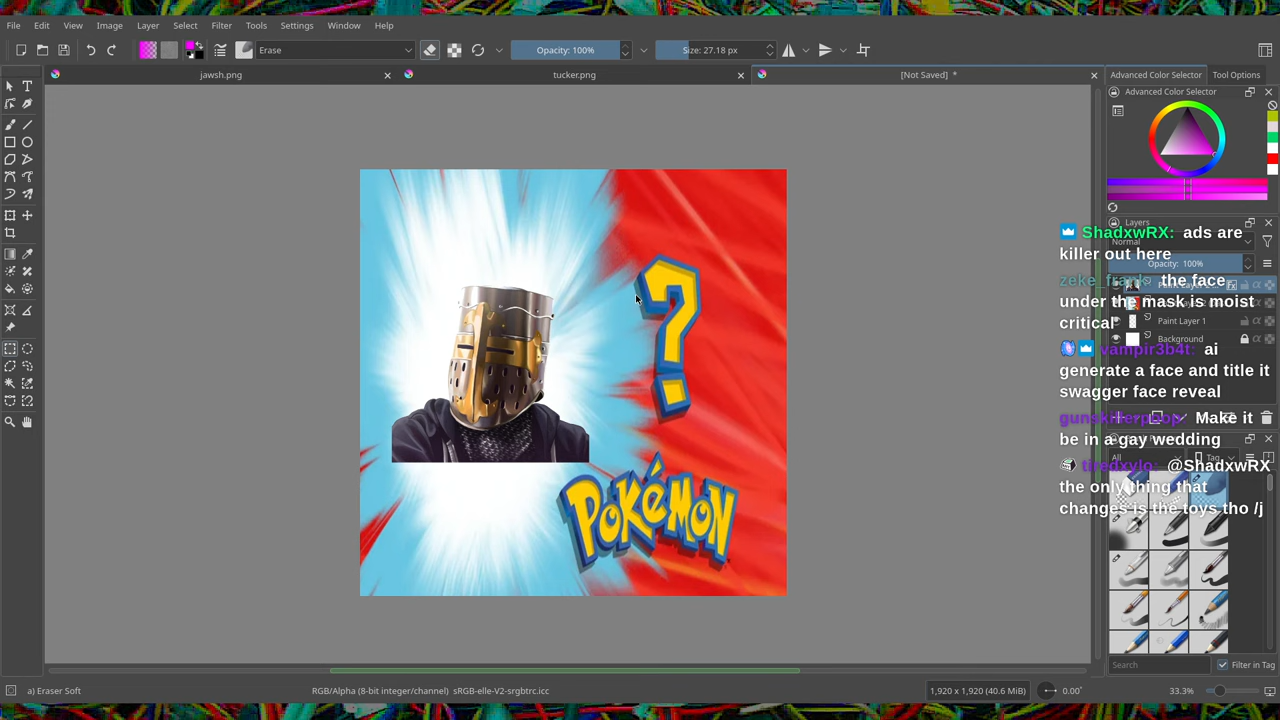 File Edit View Image Layer Select Filter Tools Settings Window Help
Erase Opacity: 100% Size: 27.18 px
jawsh.png tucker.png [Not Saved] * Advanced Color Selector Tool Options
Advanced Color Selector
Layers
Normal
Opacity: 100%
Paint Layer 1
Background
All Tag
Search Filter in Tag
ShadxwRX: ads are
killer out here
zeke_frank: the face
under the mask is moist
critical
vampir3b4t: ai
generate a face and title it
swagger face reveal
gunskillerpoop: Make it
be in a gay wedding
tiredxylo: @ShadxwRX
the only thing that
changes is the toys tho /j
?
POKéMON
a) Eraser Soft RGB/Alpha (8-bit integer/channel) sRGB-elle-V2-srgbtrc.icc 1,920 x 1,920 (40.6 MiB) 0.00° 33.3%